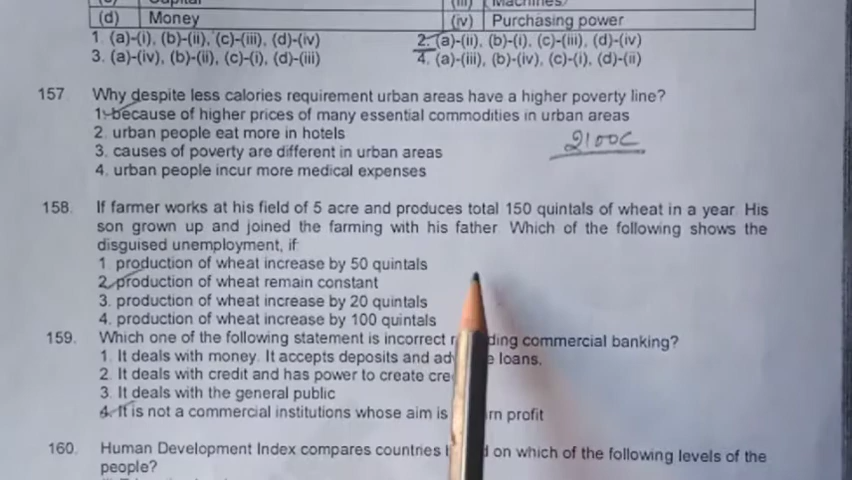 (d) Money (iv) Purchasing power
1. (a)-(i), (b)-(ii), (c)-(iii), (d)-(iv) 2. (a)-(ii), (b)-(i), (c)-(iii), (d)-(iv)
3. (a)-(iv), (b)-(ii), (c)-(i), (d)-(iii) 4. (a)-(iii), (b)-(iv), (c)-(i), (d)-(ii)
157. Why despite less calories requirement urban areas have a higher poverty line?
1. because of higher prices of many essential commodities in urban areas
2. urban people eat more in hotels
2100C
3. causes of poverty are different in urban areas
4. urban people incur more medical expenses
158. If farmer works at his field of 5 acre and produces total 150 quintals of wheat in a year. His
son grown up and joined the farming with his father. Which of the following shows the
disguised unemployment, if
1. production of wheat increase by 50 quintals
2. production of wheat remain constant
3. production of wheat increase by 20 quintals
4. production of wheat increase by 100 quintals
159. Which one of the following statement is incorrect commercial banking?
1. It deals with money. It accepts deposits and loans.
2. It deals with credit and has power to create
3. It deals with the general public
4. It is not a commercial institutions whose aim is profit
160. Human Development Index compares countries on which of the following levels of the
people?